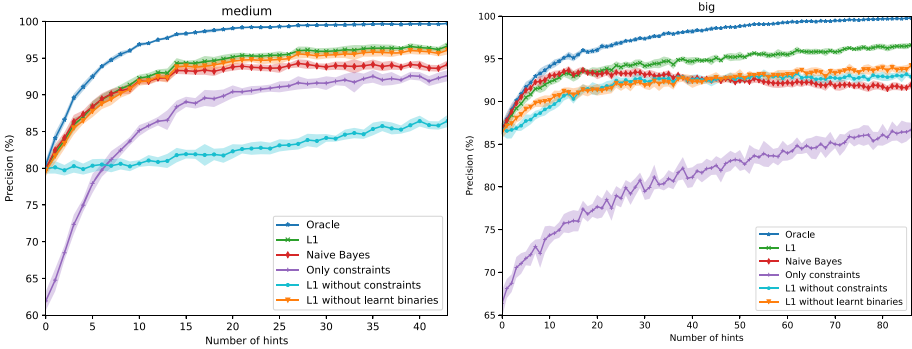 medium
100
95
90
85
80
75
70
65
60
Precision (%)
0 5 10 15 20 25 30 35 40
Number of hints
Oracle
L1
Naive Bayes
Only constraints
L1 without constraints
L1 without learnt binaries
big
100
95
90
85
80
75
70
65
Precision (%)
0 10 20 30 40 50 60 70 80
Number of hints
Oracle
L1
Naive Bayes
Only constraints
L1 without constraints
L1 without learnt binaries